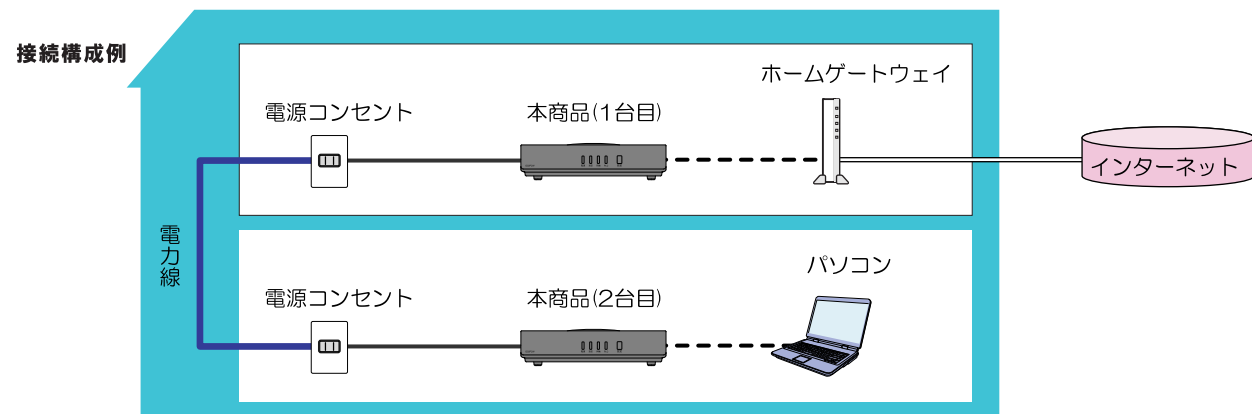 接続構成例
ホームゲートウェイ
電源コンセント
本商品(1台目)
インターネット
電力線
パソコン
電源コンセント
本商品(2台目)